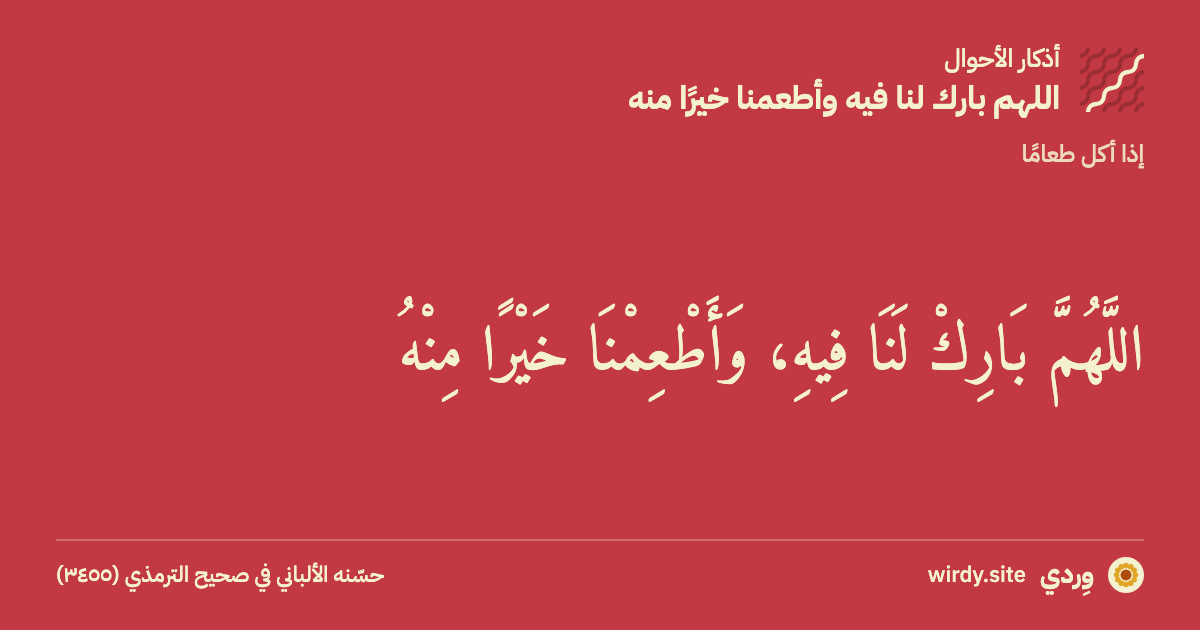 أذكار الأحوال
اللهم بارك لنا فيه وأطعمنا خيرًا منه
إذا أكل طعامًا
اللَّهُمَّ بَارِكْ لَنَا فِيهِ، وَأَطْعِمْنَا خَيْرًا مِنْهُ
وِردي wirdy.site
حسّنه الألباني في صحيح الترمذي (٣٤٥٥)